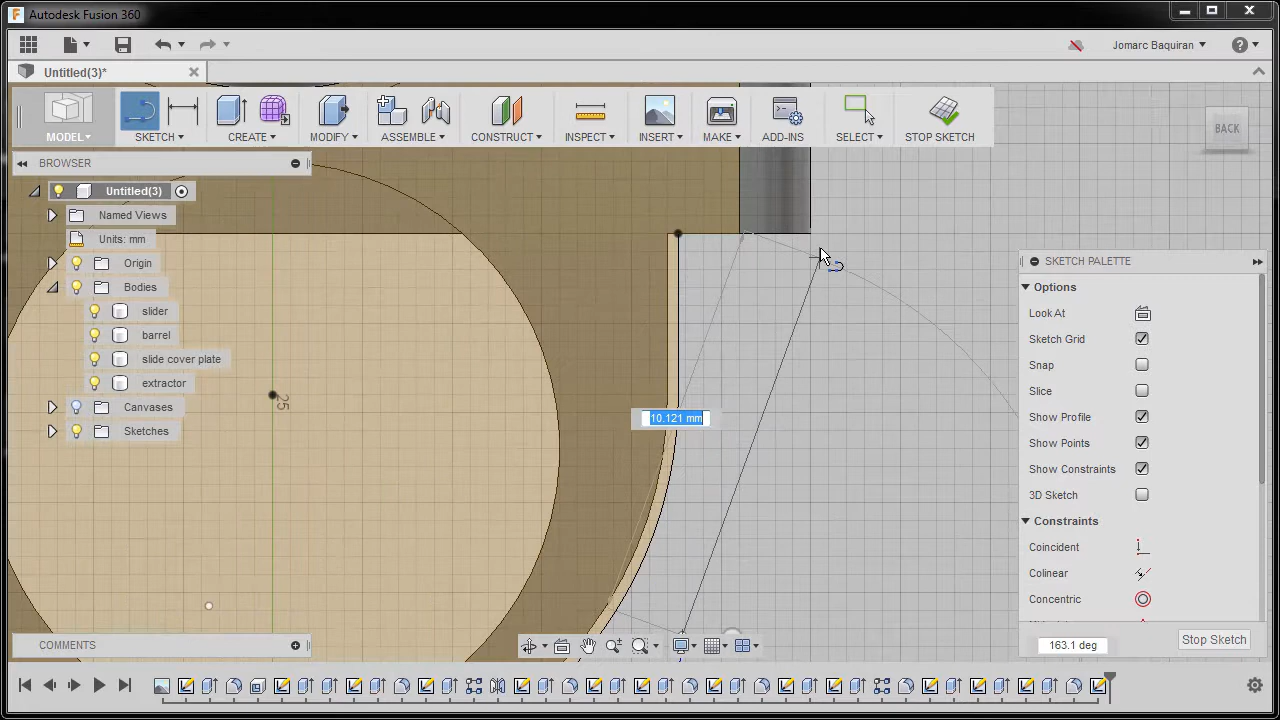 Autodesk Fusion 360
Jomarc Baquiran
Untitled(3)*
BACK
MODEL
SKETCH
CREATE
MODIFY
ASSEMBLE
CONSTRUCT
INSPECT
INSERT
MAKE
ADD-INS
SELECT
STOP SKETCH
BROWSER
Untitled(3)
Named Views
Units: mm
Origin
Bodies
slider
barrel
slide cover plate
extractor
Canvases
Sketches
25
10.121 mm
SKETCH PALETTE
Options
Look At
Sketch Grid
Snap
Slice
Show Profile
Show Points
Show Constraints
3D Sketch
Constraints
Coincident
Colinear
Concentric
163.1 deg
Stop Sketch
COMMENTS